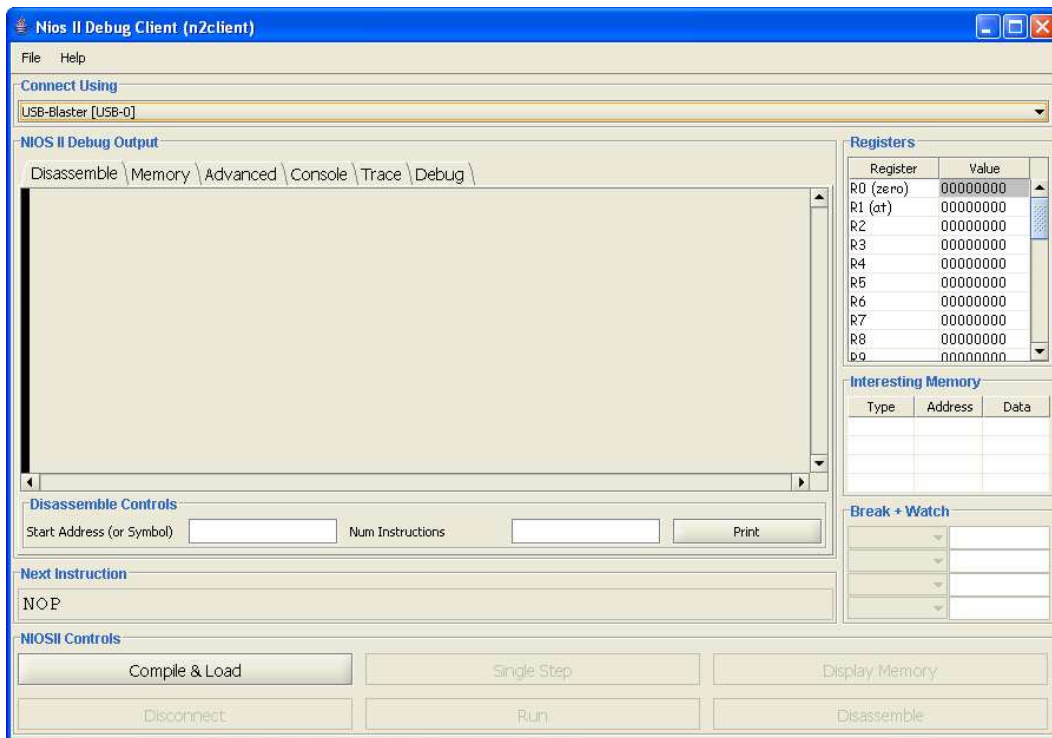 Nios II Debug Client (n2client)
File Help
Connect Using
USB-Blaster [USB-0]
NIOS II Debug Output
Disassemble Memory Advanced Console Trace Debug
Disassemble Controls
Start Address (or Symbol) Num Instructions Print
Next Instruction
NOP
Registers
Register Value
R0 (zero) 00000000
R1 (at) 00000000
R2 00000000
R3 00000000
R4 00000000
R5 00000000
R6 00000000
R7 00000000
R8 00000000
R9 00000000
Interesting Memory
Type Address Data
Break + Watch
NIOSII Controls
Compile & Load Single Step Display Memory
Disconnect Run Disassemble